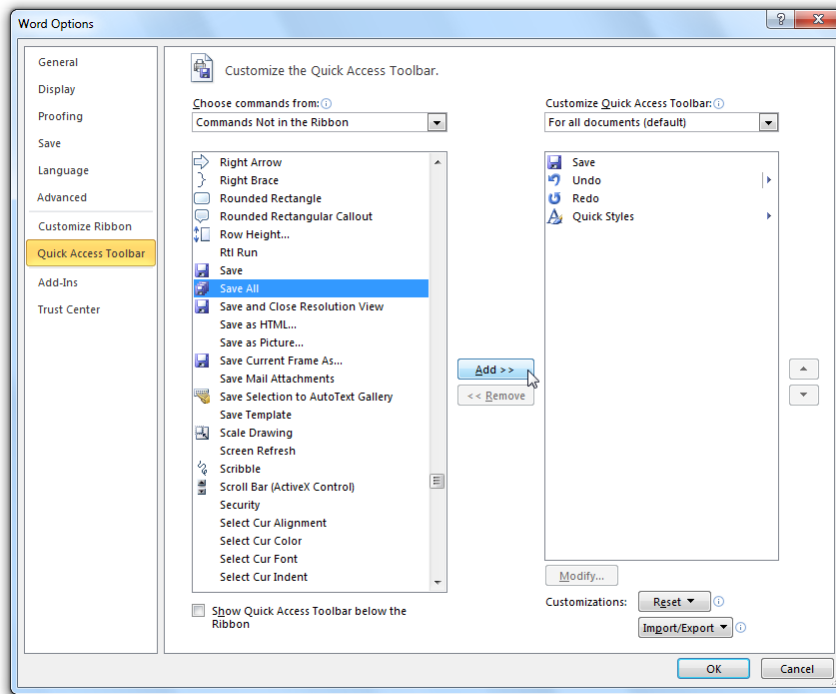 Word Options
General
Display
Proofing
Save
Language
Advanced
Customize Ribbon
Quick Access Toolbar
Add-Ins
Trust Center
Customize the Quick Access Toolbar.
Choose commands from:
Commands Not in the Ribbon
Right Arrow
Right Brace
Rounded Rectangle
Rounded Rectangular Callout
Row Height...
Rtl Run
Save
Save All
Save and Close Resolution View
Save as HTML...
Save as Picture...
Save Current Frame As...
Save Mail Attachments
Save Selection to AutoText Gallery
Save Template
Scale Drawing
Screen Refresh
Scribble
Scroll Bar (ActiveX Control)
Security
Select Cur Alignment
Select Cur Color
Select Cur Font
Select Cur Indent
Show Quick Access Toolbar below the
Ribbon
Add >>
<< Remove
Customize Quick Access Toolbar:
For all documents (default)
Save
Undo
Redo
Quick Styles
Modify...
Customizations:
Reset
Import/Export
OK
Cancel